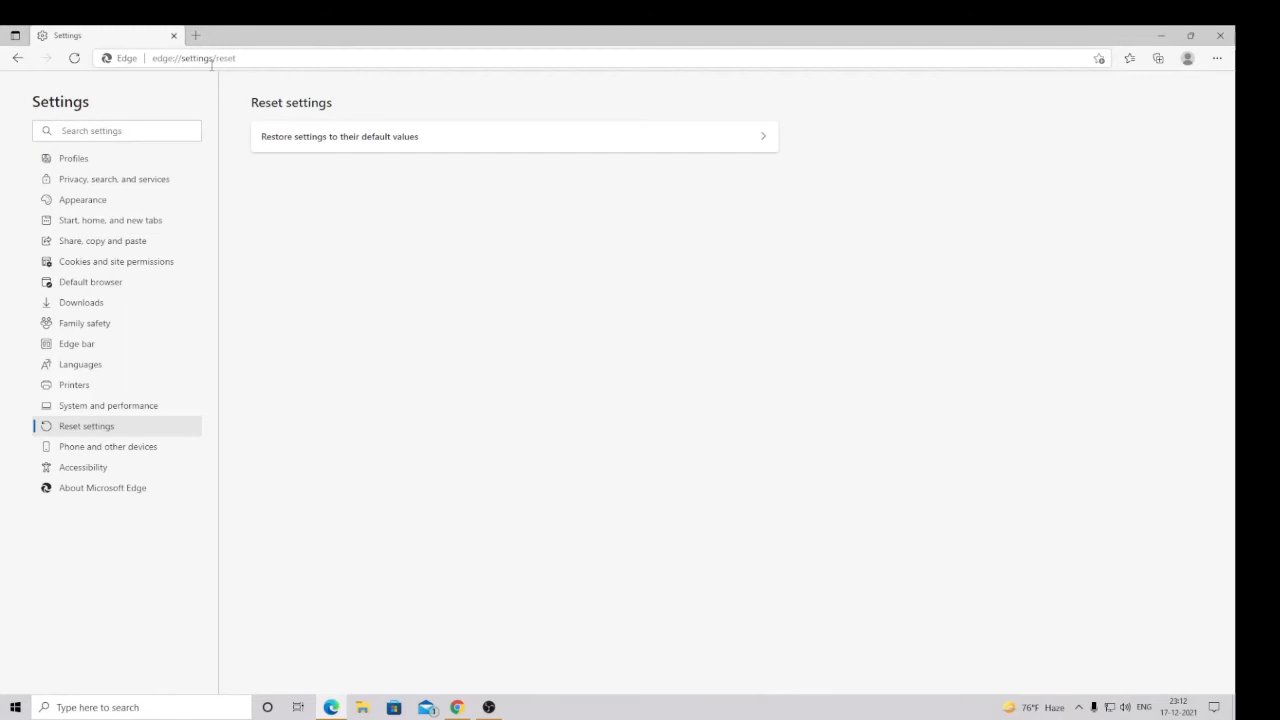 Settings
Edge edge://settings/reset
Settings
Search settings
Profiles
Privacy, search, and services
Appearance
Start, home, and new tabs
Share, copy and paste
Cookies and site permissions
Default browser
Downloads
Family safety
Edge bar
Languages
Printers
System and performance
Reset settings
Phone and other devices
Accessibility
About Microsoft Edge
Reset settings
Restore settings to their default values
Type here to search
1
76°F Haze
ENG
23:12
17-12-2021